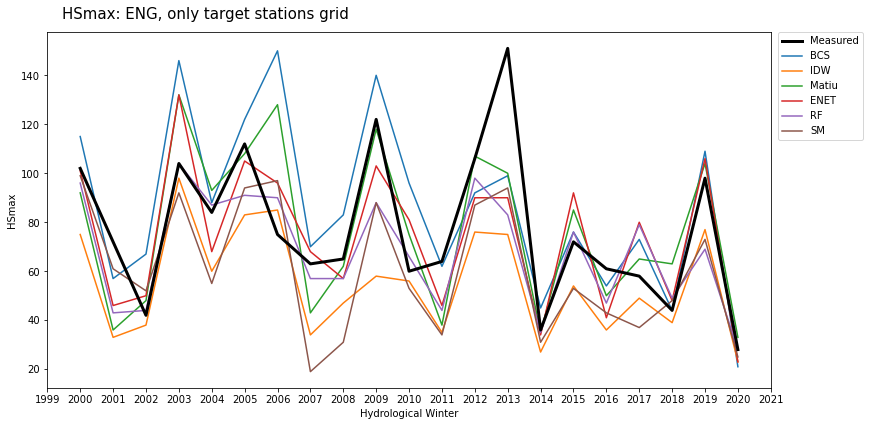 HSmax: ENG, only target stations grid
Measured
BCS
IDW
Matiu
ENET
RF
SM
HSmax
140
120
100
80
60
40
20
1999 2000 2001 2002 2003 2004 2005 2006 2007 2008 2009 2010 2011 2012 2013 2014 2015 2016 2017 2018 2019 2020 2021
Hydrological Winter